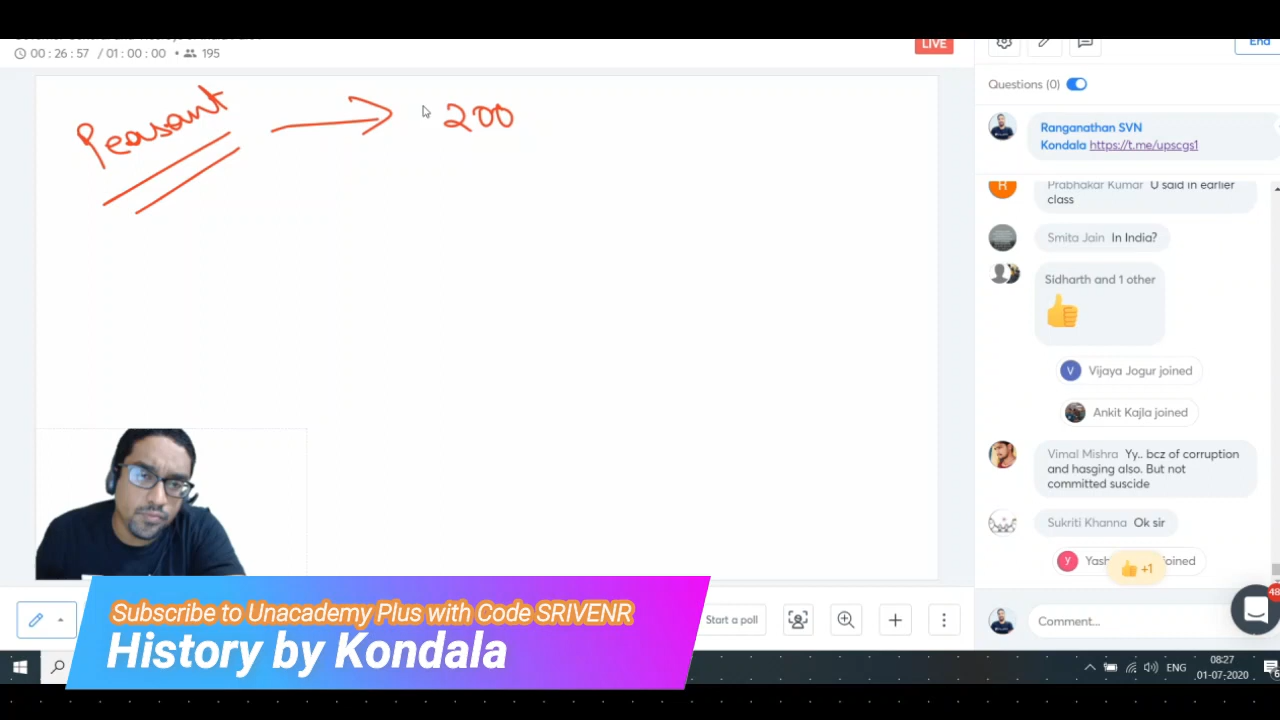 00 : 26 : 57 / 01 : 00 : 00 • 195
LIVE
End
Peasant → 200
Questions (0)
Ranganathan SVN
Kondala https://t.me/upscgs1
Prabhakar Kumar U said in earlier
class
Smita Jain In India?
Sidharth and 1 other
V Vijaya Jogur joined
Ankit Kajla joined
Vimal Mishra Yy.. bcz of corruption
and hasging also. But not
committed suscide
Sukriti Khanna Ok sir
Y Yash joined
+1
48
Comment...
Start a poll
Subscribe to Unacademy Plus with Code SRIVENR
History by Kondala
ENG
08:27
01-07-2020
6